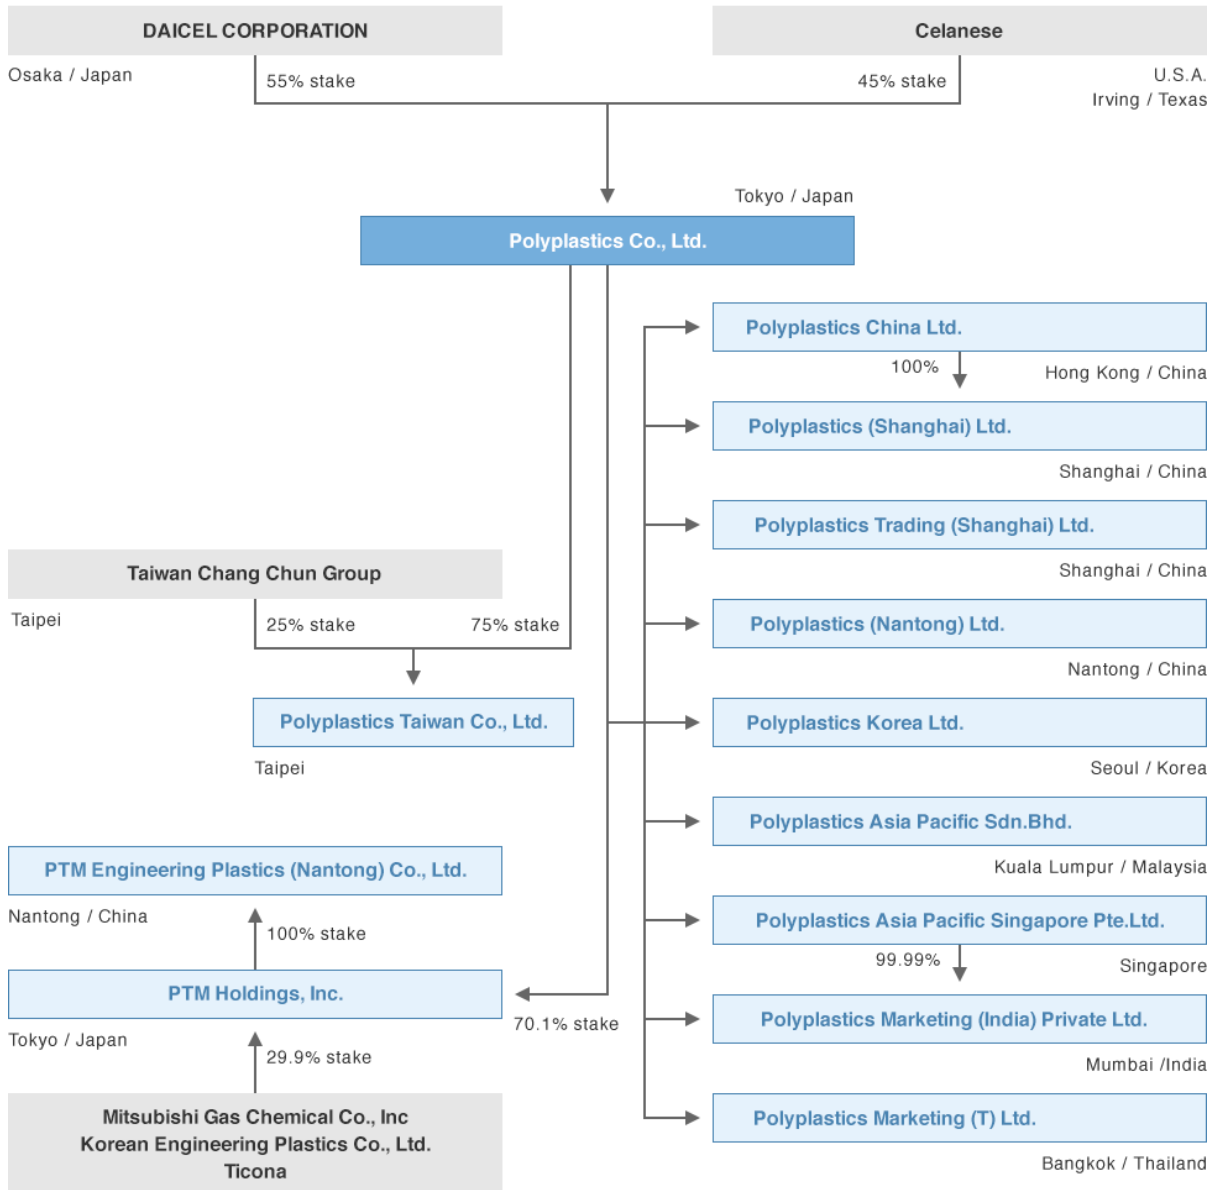 DAICEL CORPORATION
Celanese
Osaka / Japan
55% stake
45% stake
U.S.A.
Irving / Texas
Tokyo / Japan
Polyplastics Co., Ltd.
Polyplastics China Ltd.
100%
Hong Kong / China
Polyplastics (Shanghai) Ltd.
Shanghai / China
Polyplastics Trading (Shanghai) Ltd.
Shanghai / China
Taiwan Chang Chun Group
Taipei
25% stake
75% stake
Polyplastics (Nantong) Ltd.
Nantong / China
Polyplastics Taiwan Co., Ltd.
Taipei
Polyplastics Korea Ltd.
Seoul / Korea
Polyplastics Asia Pacific Sdn.Bhd.
Kuala Lumpur / Malaysia
PTM Engineering Plastics (Nantong) Co., Ltd.
Nantong / China
100% stake
Polyplastics Asia Pacific Singapore Pte.Ltd.
99.99%
Singapore
PTM Holdings, Inc.
Tokyo / Japan
70.1% stake
29.9% stake
Polyplastics Marketing (India) Private Ltd.
Mumbai /India
Mitsubishi Gas Chemical Co., Inc
Korean Engineering Plastics Co., Ltd.
Ticona
Polyplastics Marketing (T) Ltd.
Bangkok / Thailand